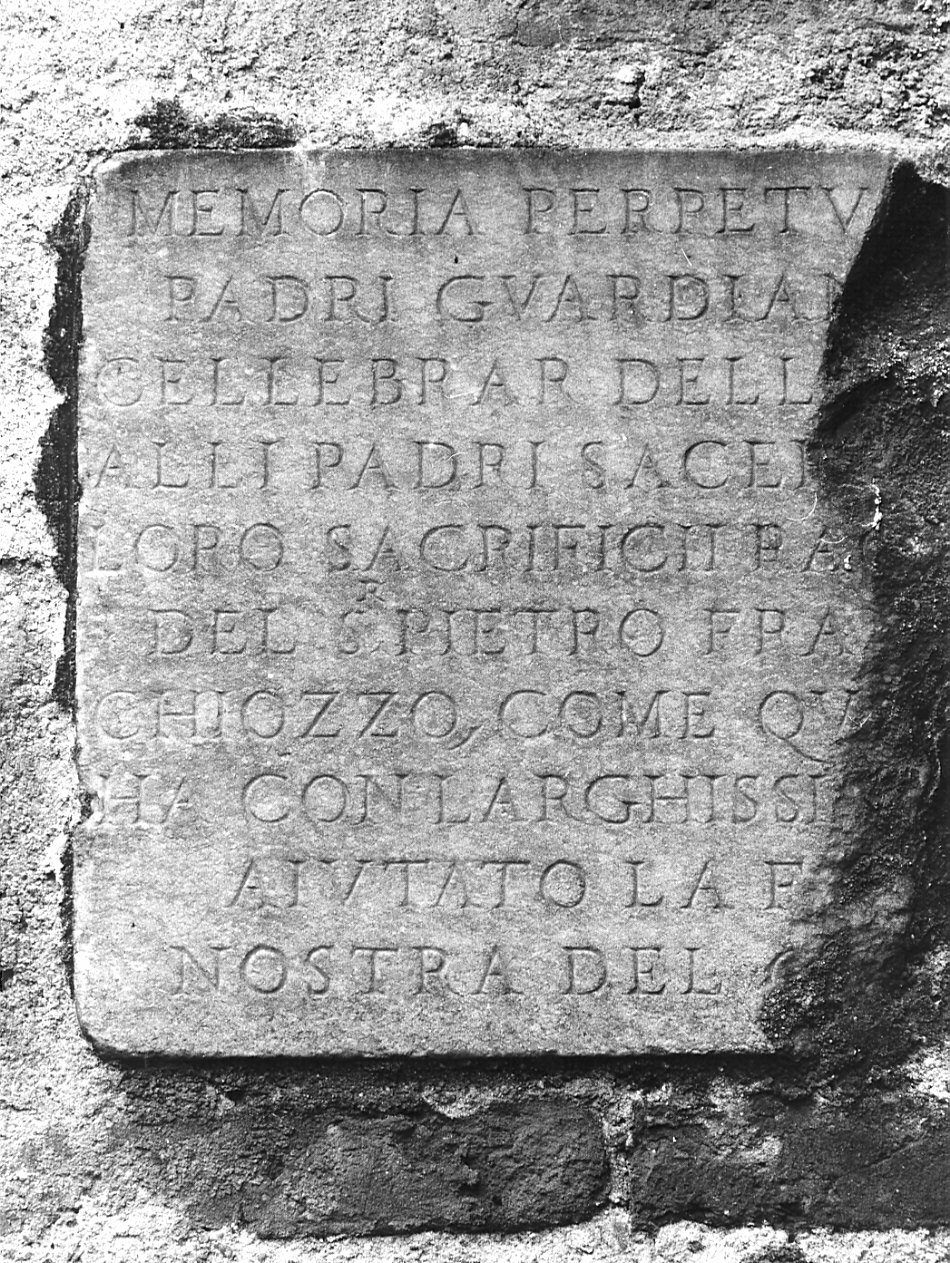 MEMORIA PERPETV
PADRI GVARDIAN
CELLEBRAR DELL
ALLI PADRI SACE
LORO SACRIFICII RA
DEL S.R PIETRO FRA
CHIOZZO, COME QV
HA CON LARGHISSI
AIVTATO LA F
NOSTRA DEL